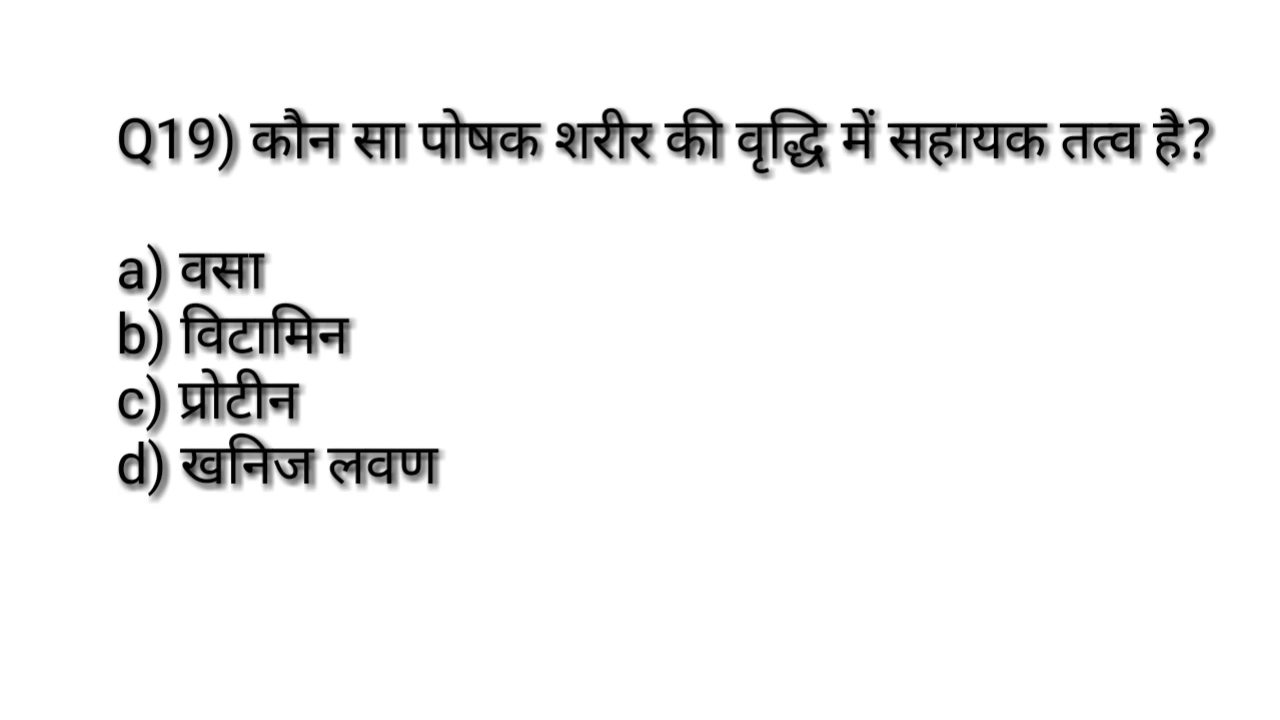 Q19) कौन सा पोषक शरीर की वृद्धि में सहायक तत्व है?
a) वसा
b) विटामिन
c) प्रोटीन
d) खनिज लवण